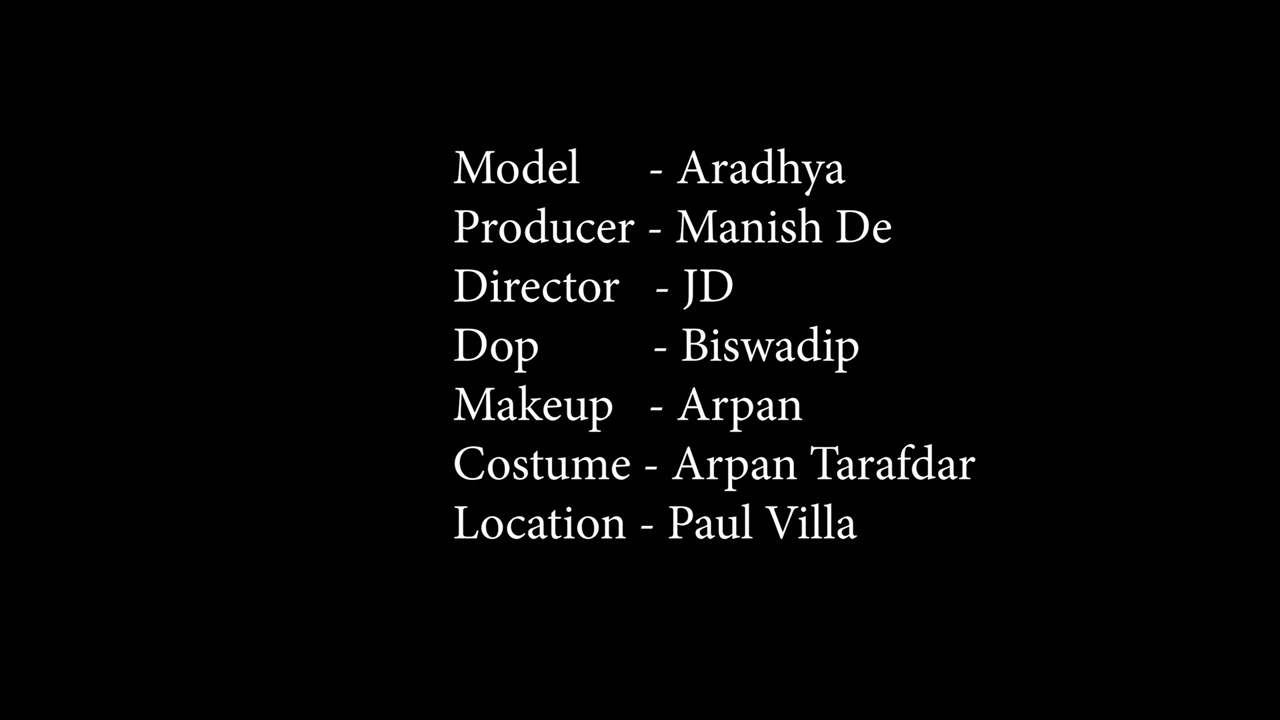 Model - Aradhya
Producer - Manish De
Director - JD
Dop - Biswadip
Makeup - Arpan
Costume - Arpan Tarafdar
Location - Paul Villa